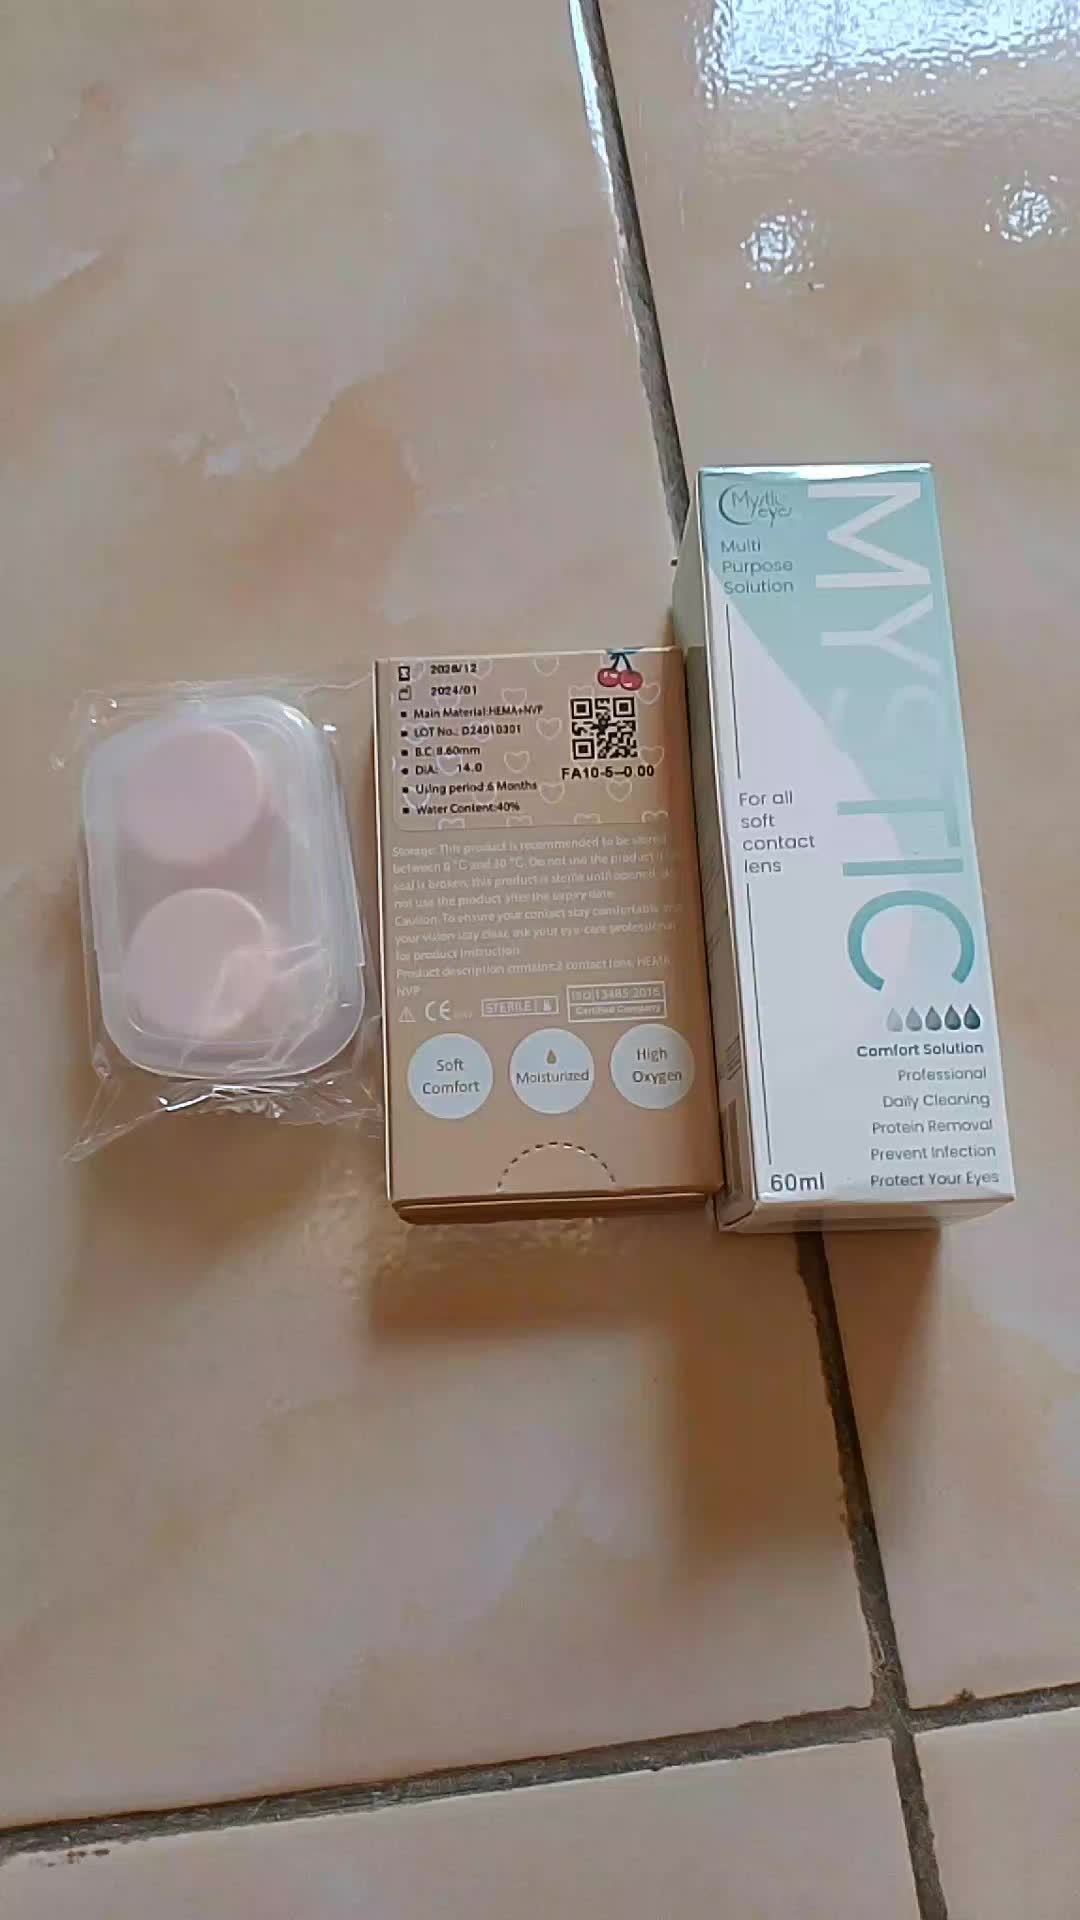 2028/12
2024/01
Main Material:HEMA+NVP
LOT No.: D24010301
B.C:8.60mm
DIA: 14.0
Using period:6 Months
Water Content:40%
FA10-5--0.00
Storage: This product is recommended to be stored
between 0 °C and 30 °C. Do not use the product if
seal is broken, this product is sterile until opened, do
not use the product after the expiry date.
Caution: To ensure your contact stay comfortable and
your vision stay clear, ask your eye-care professional
for product instruction.
Product description contains:2 contact lens, HEMA
NVP
CE
STERILE
ISO 13485:2016
Certified Company
Soft
Comfort
Moisturized
High
Oxygen
Mystic
eyes
Multi
Purpose
Solution
MYSTIC
For all
soft
contact
lens
Comfort Solution
Professional
Daily Cleaning
Protein Removal
Prevent Infection
Protect Your Eyes
60ml